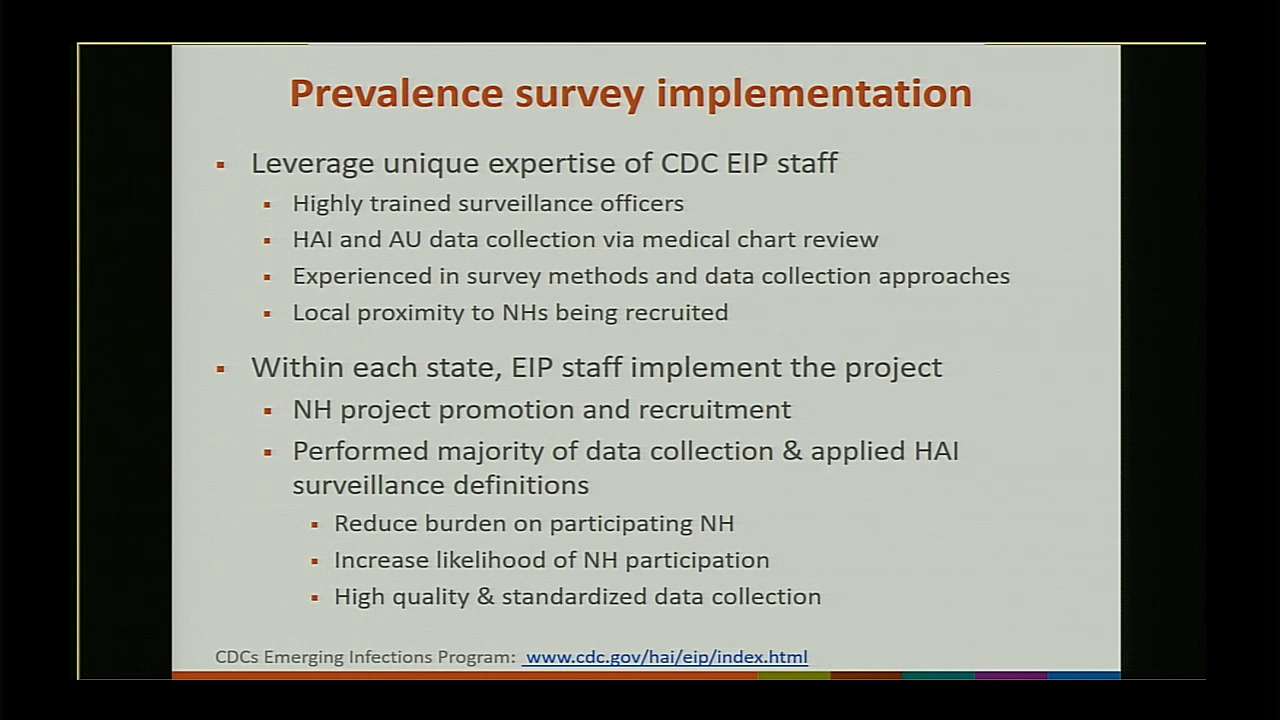 Prevalence survey implementation
▪ Leverage unique expertise of CDC EIP staff
▪ Highly trained surveillance officers
▪ HAI and AU data collection via medical chart review
▪ Experienced in survey methods and data collection approaches
▪ Local proximity to NHs being recruited
▪ Within each state, EIP staff implement the project
▪ NH project promotion and recruitment
▪ Performed majority of data collection & applied HAI
surveillance definitions
▪ Reduce burden on participating NH
▪ Increase likelihood of NH participation
▪ High quality & standardized data collection
CDCs Emerging Infections Program: www.cdc.gov/hai/eip/index.html